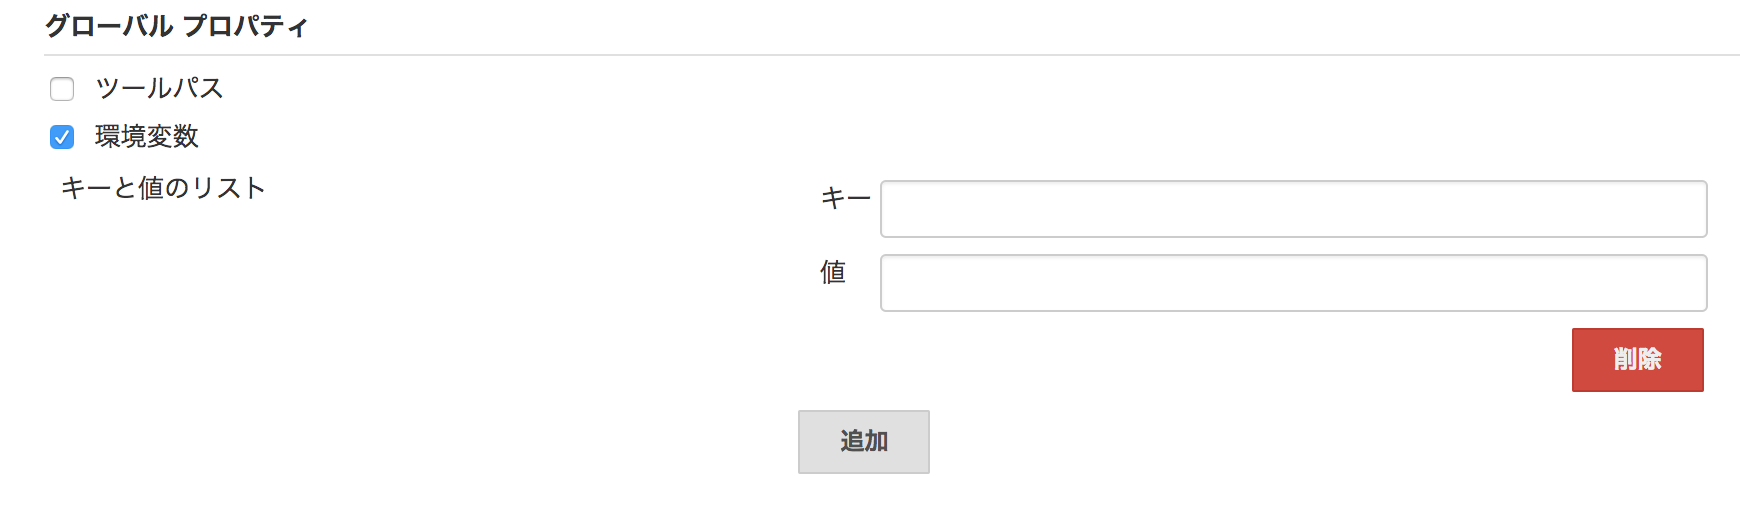 グローバル プロパティ
ツールパス
環境変数
キーと値のリスト
キー
値
削除
追加